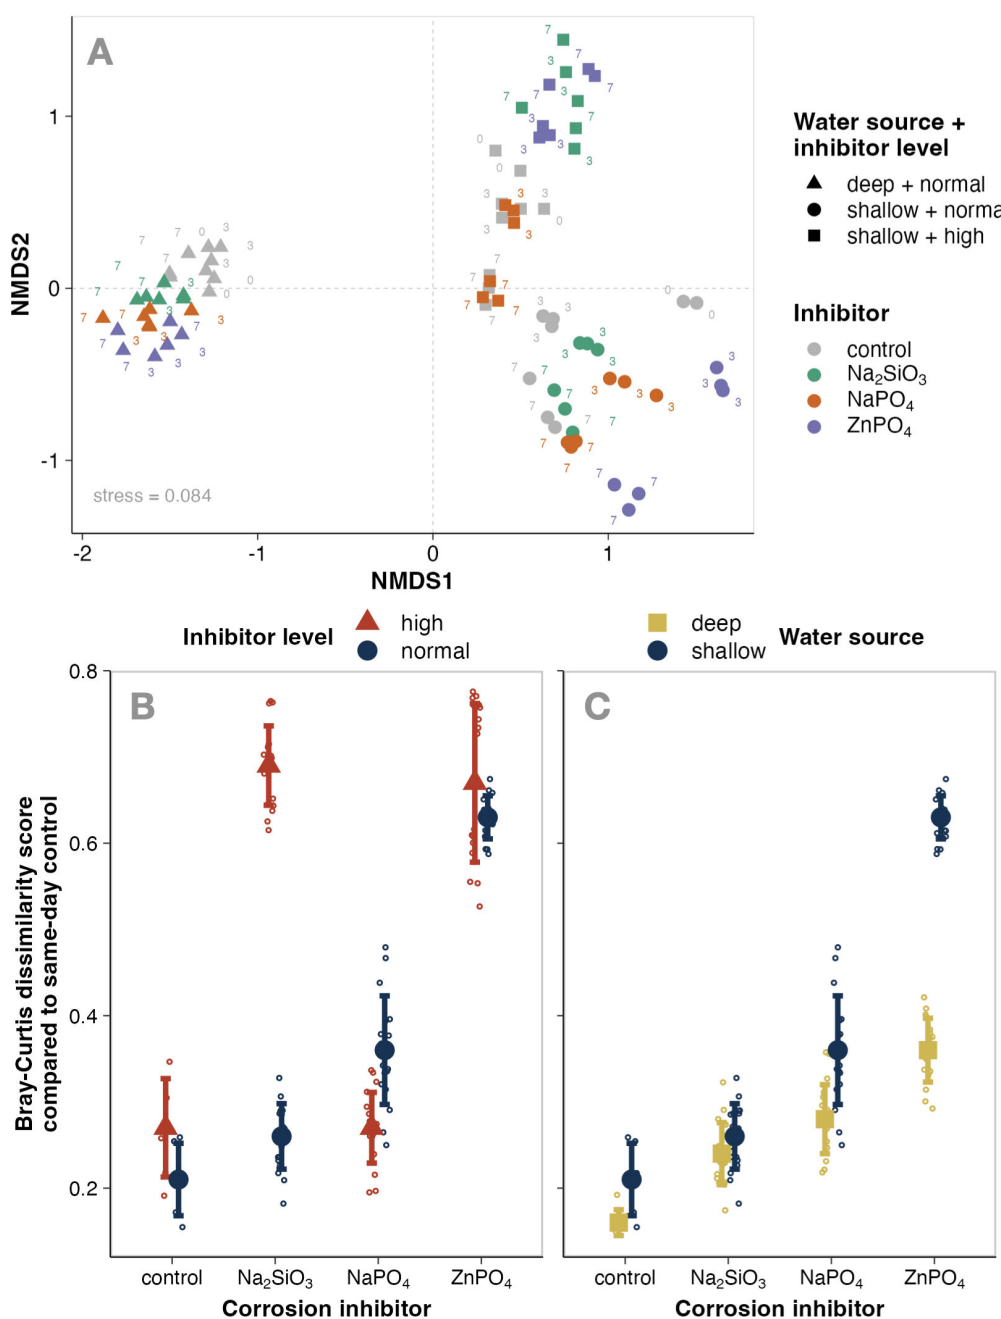 A
1
0
-1
NMDS2
stress = 0.084
-2
-1
0
1
NMDS1
Water source +
inhibitor level
deep + normal
shallow + norma
shallow + high
Inhibitor
control
Na₂SiO₃
NaPO₄
ZnPO₄
Inhibitor level
high
normal
deep
shallow
Water source
B
C
0.8
0.6
0.4
0.2
Bray-Curtis dissimilarity score
compared to same-day control
control
Na₂SiO₃
NaPO₄
ZnPO₄
Corrosion inhibitor
control
Na₂SiO₃
NaPO₄
ZnPO₄
Corrosion inhibitor